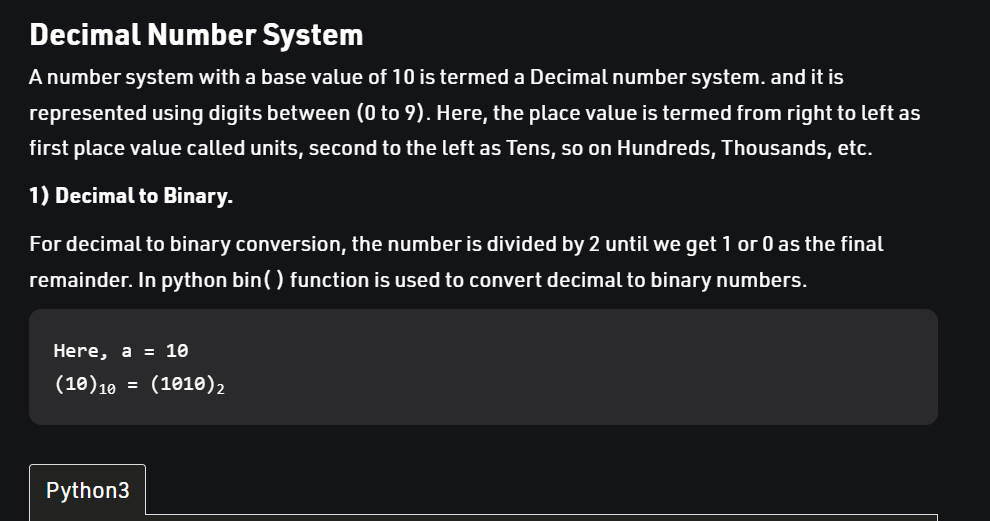 Decimal Number System
A number system with a base value of 10 is termed a Decimal number system. and it is
represented using digits between (0 to 9). Here, the place value is termed from right to left as
first place value called units, second to the left as Tens, so on Hundreds, Thousands, etc.
1) Decimal to Binary.
For decimal to binary conversion, the number is divided by 2 until we get 1 or 0 as the final
remainder. In python bin( ) function is used to convert decimal to binary numbers.
Here, a = 10
(10)₁₀ = (1010)₂
Python3